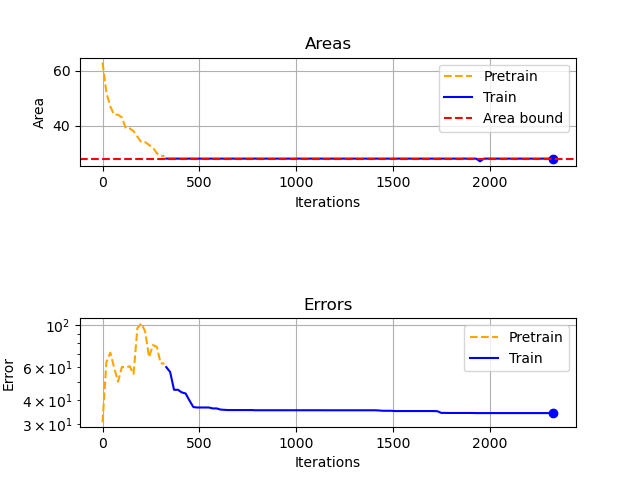 Areas
60
40
Area
Pretrain
Train
Area bound
0
500
1000
1500
2000
Iterations
Errors
10²
6 × 10¹
4 × 10¹
3 × 10¹
Error
Pretrain
Train
0
500
1000
1500
2000
Iterations